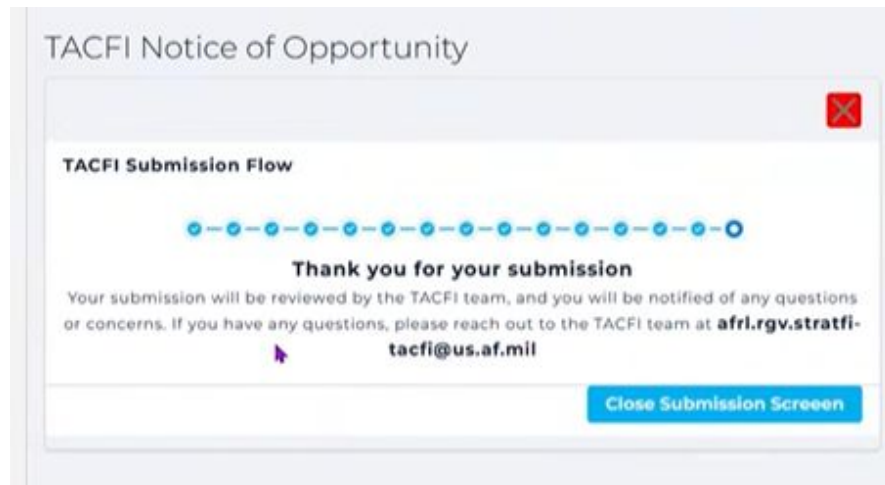 TACFI Notice of Opportunity
TACFI Submission Flow
Thank you for your submission
Your submission will be reviewed by the TACFI team, and you will be notified of any questions
or concerns. If you have any questions, please reach out to the TACFI team at afrl.rgv.stratfi-
tacfi@us.af.mil
Close Submission Screeen